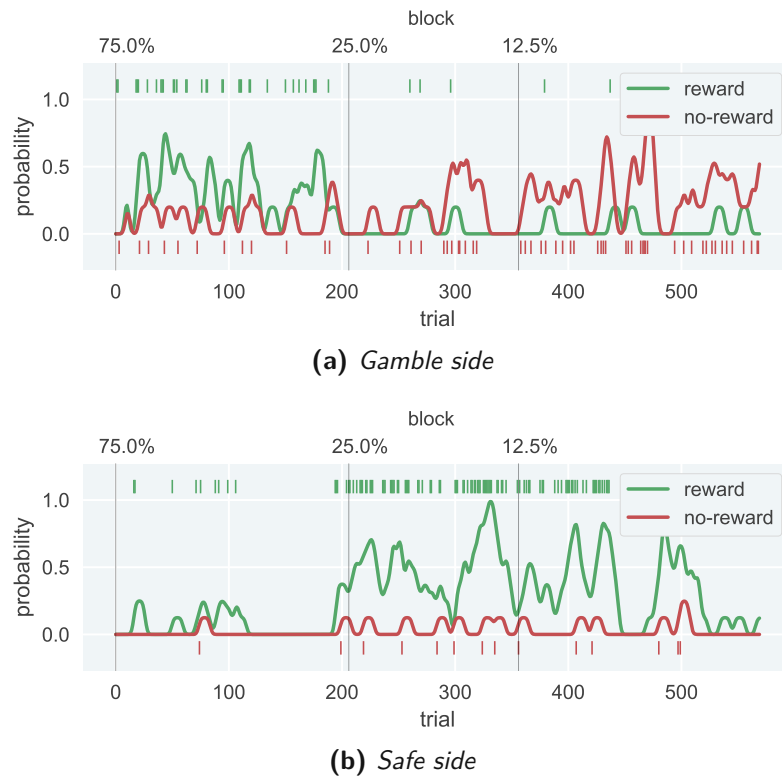 block
75.0% 25.0% 12.5%
1.0
0.5
0.0
probability
reward
no-reward
0 100 200 300 400 500
trial
(a) Gamble side
block
75.0% 25.0% 12.5%
1.0
0.5
0.0
probability
reward
no-reward
0 100 200 300 400 500
trial
(b) Safe side